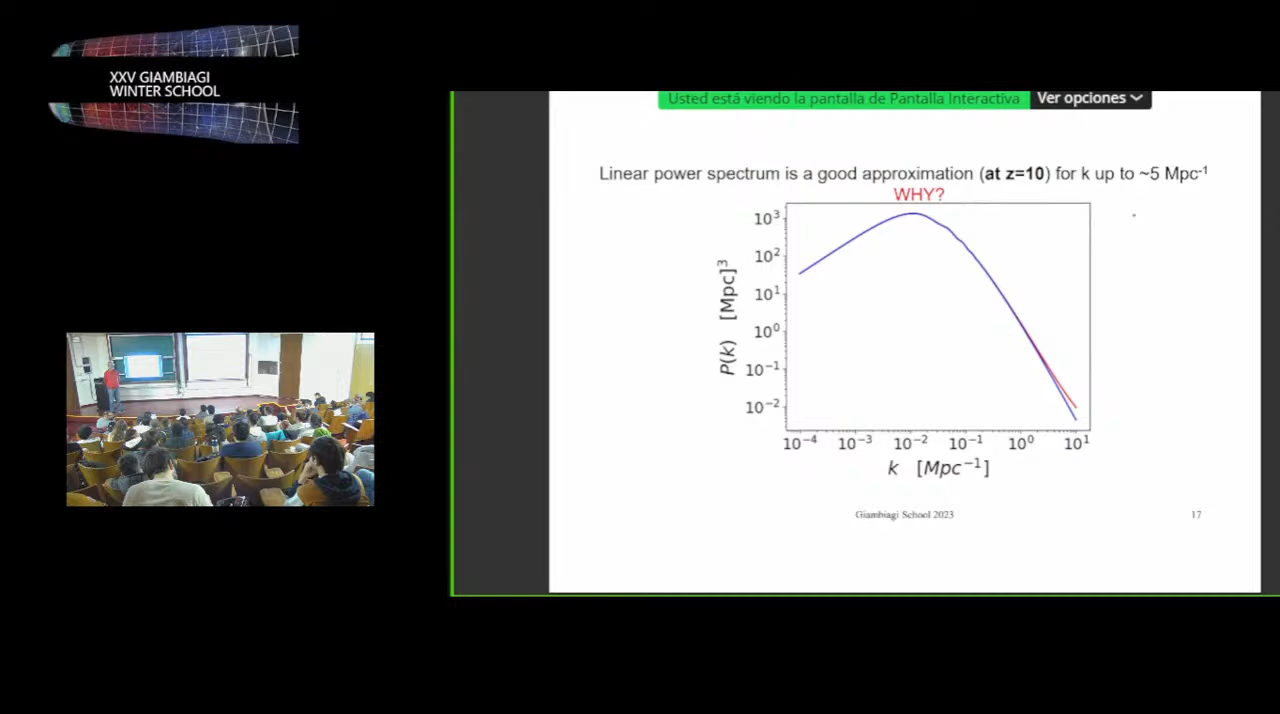 XXV GIAMBIAGI
WINTER SCHOOL
Usted está viendo la pantalla de Pantalla Interactiva
Ver opciones
Linear power spectrum is a good approximation (at z=10) for k up to ~5 Mpc⁻¹
WHY?
10³
10²
10¹
10⁰
10⁻¹
10⁻²
P(k) [Mpc]³
10⁻⁴ 10⁻³ 10⁻² 10⁻¹ 10⁰ 10¹
k [Mpc⁻¹]
Giambiagi School 2023
17